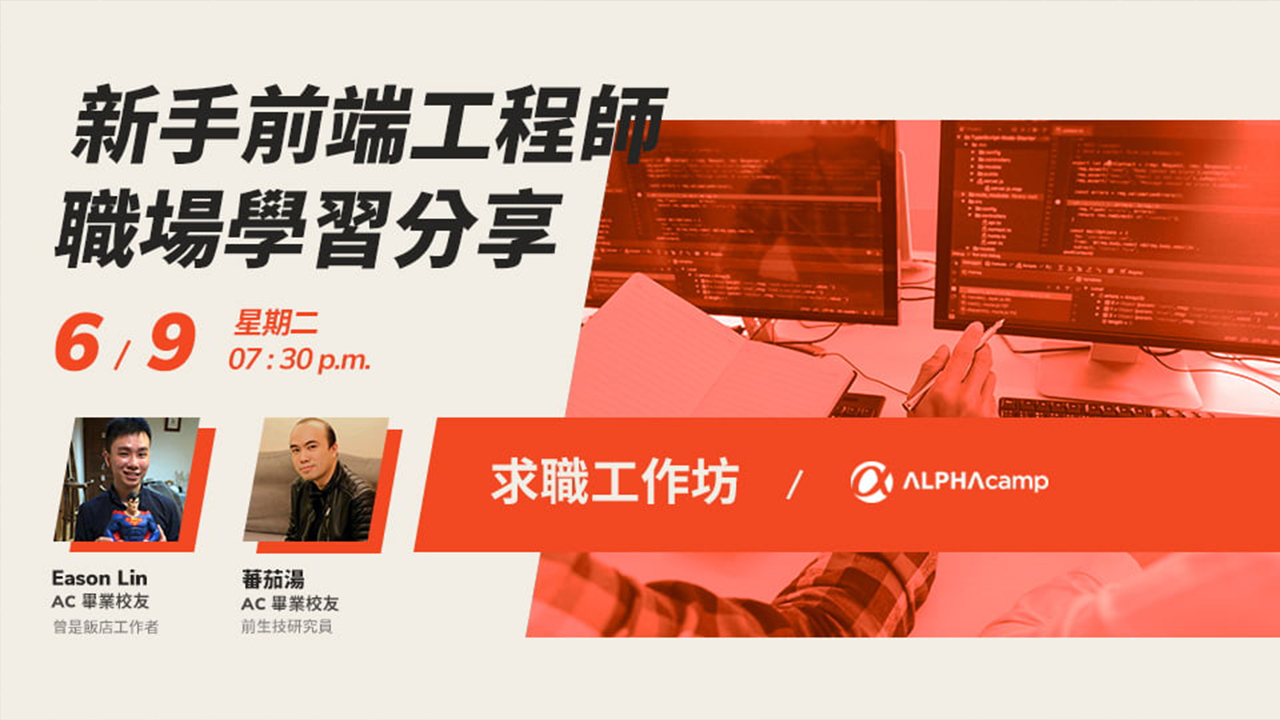 新手前端工程師
職場學習分享
6 / 9
星期二
07 : 30 p.m.
求職工作坊 / ALPHAcamp
Eason Lin
AC 畢業校友
曾是飯店工作者
蕃茄湯
AC 畢業校友
前生技研究員